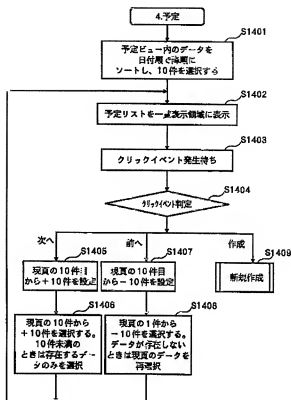 4.予定
S1401
予定ビュー内のデータを
日付順で降順に
ソートし、10件を選択する
S1402
予定リストを一覧表示領域に表示
S1403
クリックイベント発生待ち
S1404
クリックイベント判定
次へ
前へ
作成
S1405
現頁の10件目
から+10件を設定
S1407
現頁の10件目
から-10件を設定
S1409
新規作成
S1406
現頁の10件から
+10件を選択する。
10件未満の
ときは存在するデー
タのみを選択
S1408
現頁の1件から
-10件を選択する。
データが存在しない
ときは現頁のデータを
再選択